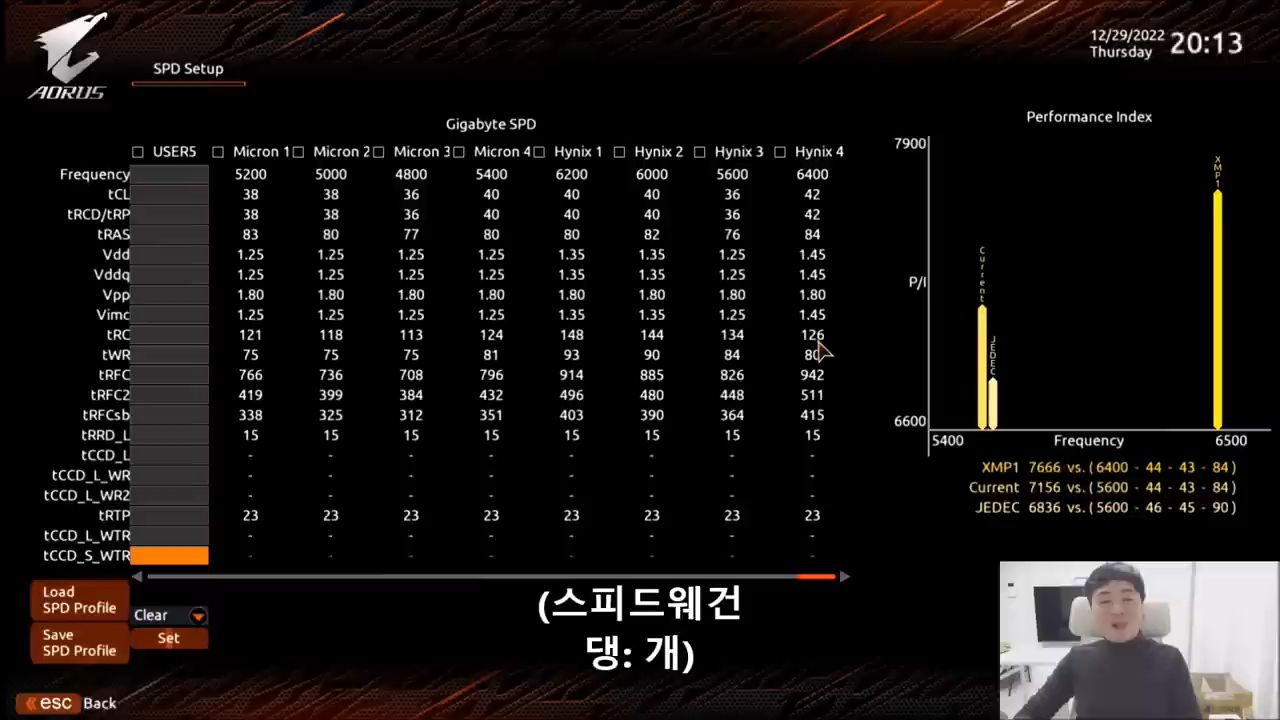 AORUS
SPD Setup
12/29/2022
Thursday
20:13
Gigabyte SPD
USER5 Micron 1 Micron 2 Micron 3 Micron 4 Hynix 1 Hynix 2 Hynix 3 Hynix 4
Frequency 5200 5000 4800 5400 6200 6000 5600 6400
tCL 38 38 36 40 40 40 36 42
tRCD/tRP 38 38 36 40 40 40 36 42
tRAS 83 80 77 80 80 82 76 84
Vdd 1.25 1.25 1.25 1.25 1.35 1.35 1.25 1.45
Vddq 1.25 1.25 1.25 1.25 1.35 1.35 1.25 1.45
Vpp 1.80 1.80 1.80 1.80 1.80 1.80 1.80 1.80
Vimc 1.25 1.25 1.25 1.25 1.35 1.35 1.25 1.45
tRC 121 118 113 124 148 144 134 126
tWR 75 75 75 81 93 90 84 80
tRFC 766 736 708 796 914 885 826 942
tRFC2 419 399 384 432 496 480 448 511
tRFCsb 338 325 312 351 403 390 364 415
tRRD_L 15 15 15 15 15 15 15 15
tCCD_L - - - - - - - -
tCCD_L_WR - - - - - - - -
tCCD_L_WR2 - - - - - - - -
tRTP 23 23 23 23 23 23 23 23
tCCD_L_WTR - - - - - - - -
tCCD_S_WTR - - - - - - - -
Load
SPD Profile
Clear
Save
SPD Profile
Set
esc Back
Performance Index
7900
P/I
6600
Current
JEDEC
XMP1
5400 Frequency 6500
XMP1 7666 vs. ( 6400 - 44 - 43 - 84 )
Current 7156 vs. ( 5600 - 44 - 43 - 84 )
JEDEC 6836 vs. ( 5600 - 46 - 45 - 90 )
(스피드웨건
댕: 개)